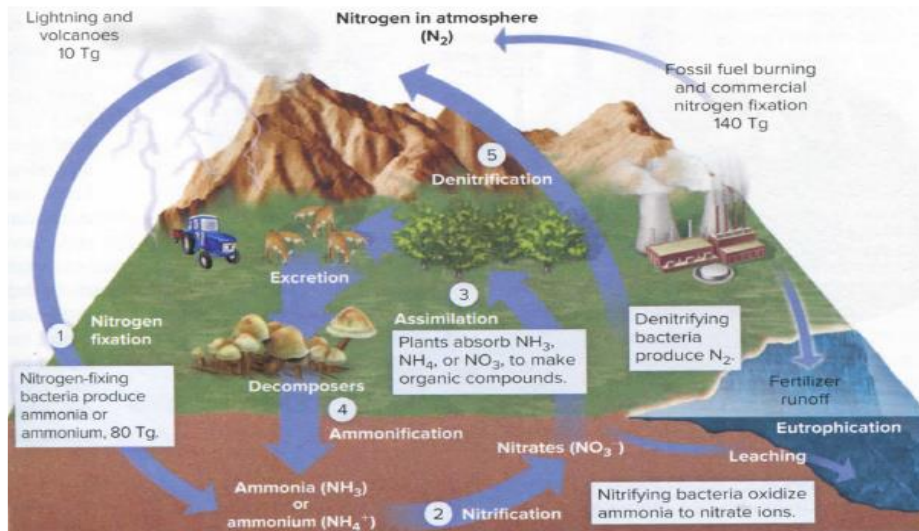 Lightning and
volcanoes
10 Tg
Nitrogen in atmosphere
(N₂)
Fossil fuel burning
and commercial
nitrogen fixation
140 Tg
5
Denitrification
Excretion
3
Assimilation
Plants absorb NH₃,
NH₄, or NO₃, to make
organic compounds.
Denitrifying
bacteria
produce N₂.
1
Nitrogen
fixation
Nitrogen-fixing
bacteria produce
ammonia or
ammonium, 80 Tg.
Decomposers
4
Ammonification
Fertilizer
runoff
Eutrophication
Nitrates (NO₃⁻)
Leaching
Ammonia (NH₃)
or
ammonium (NH₄⁺)
2
Nitrification
Nitrifying bacteria oxidize
ammonia to nitrate ions.